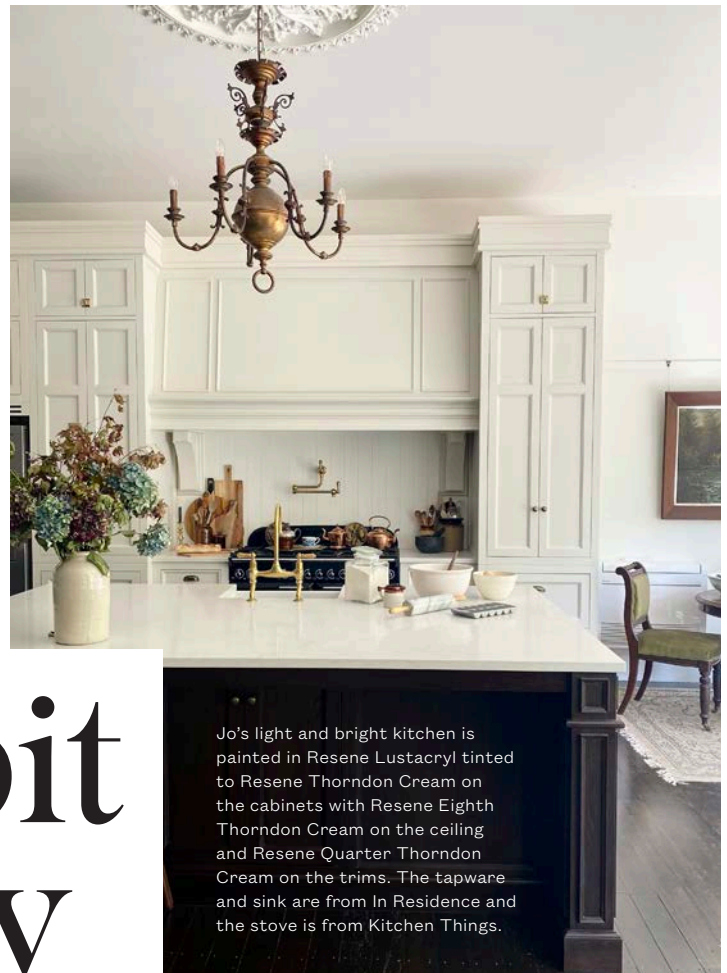 bit
y
Jo's light and bright kitchen is
painted in Resene Lustacryl tinted
to Resene Thorndon Cream on
the cabinets with Resene Eighth
Thorndon Cream on the ceiling
and Resene Quarter Thorndon
Cream on the trims. The tapware
and sink are from In Residence and
the stove is from Kitchen Things.